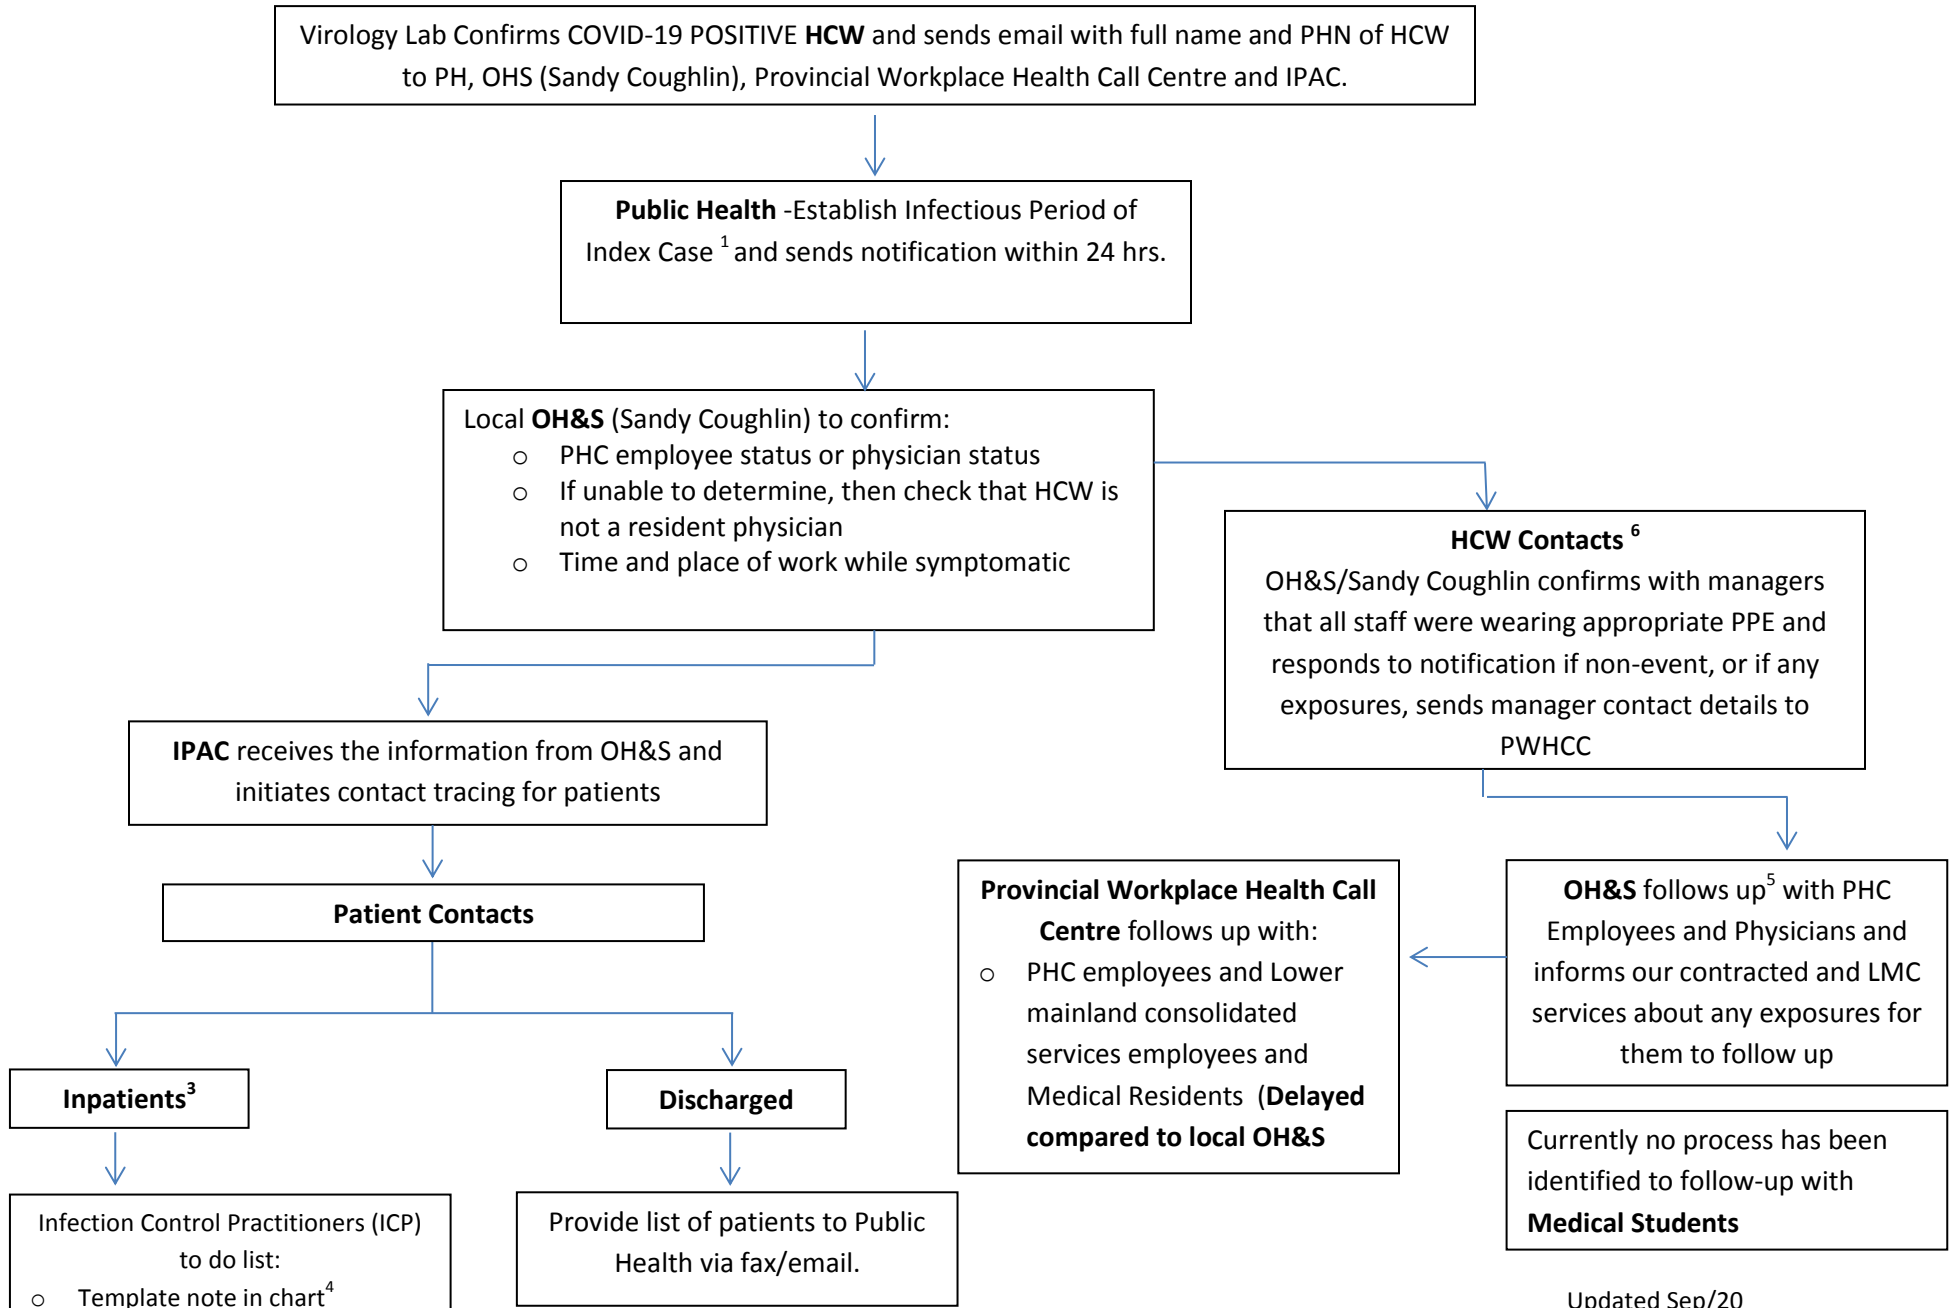 Virology Lab Confirms COVID-19 POSITIVE HCW and sends email with full name and PHN of HCW
to PH, OHS (Sandy Coughlin), Provincial Workplace Health Call Centre and IPAC.
Public Health -Establish Infectious Period of
Index Case 1 and sends notification within 24 hrs.
Local OH&S (Sandy Coughlin) to confirm:
o PHC employee status or physician status
o If unable to determine, then check that HCW is
not a resident physician
o Time and place of work while symptomatic
HCW Contacts 6
OH&S/Sandy Coughlin confirms with managers
that all staff were wearing appropriate PPE and
responds to notification if non-event, or if any
exposures, sends manager contact details to
PWHCC
IPAC receives the information from OH&S and
initiates contact tracing for patients
Patient Contacts
Provincial Workplace Health Call
Centre follows up with:
o PHC employees and Lower
mainland consolidated
services employees and
Medical Residents (Delayed
compared to local OH&S
OH&S follows up5 with PHC
Employees and Physicians and
informs our contracted and LMC
services about any exposures for
them to follow up
Inpatients3
Discharged
Currently no process has been
identified to follow-up with
Medical Students
Infection Control Practitioners (ICP)
to do list:
o Template note in chart4
Provide list of patients to Public
Health via fax/email.
Updated Sep/20